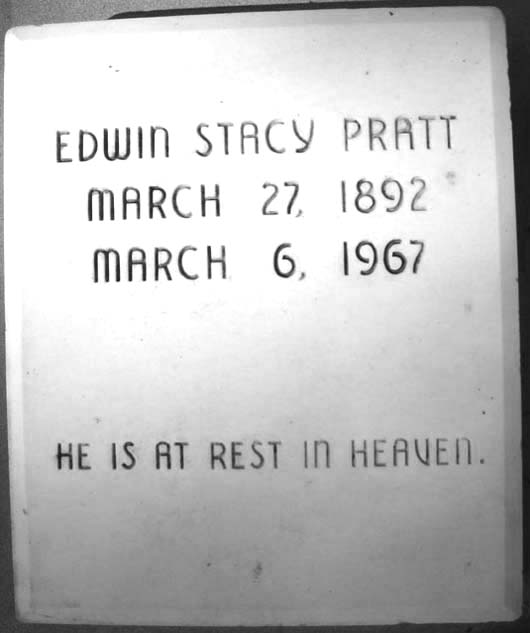 EDWIN STACY PRATT
MARCH 27, 1892
MARCH 6, 1967
HE IS AT REST IN HEAVEN.